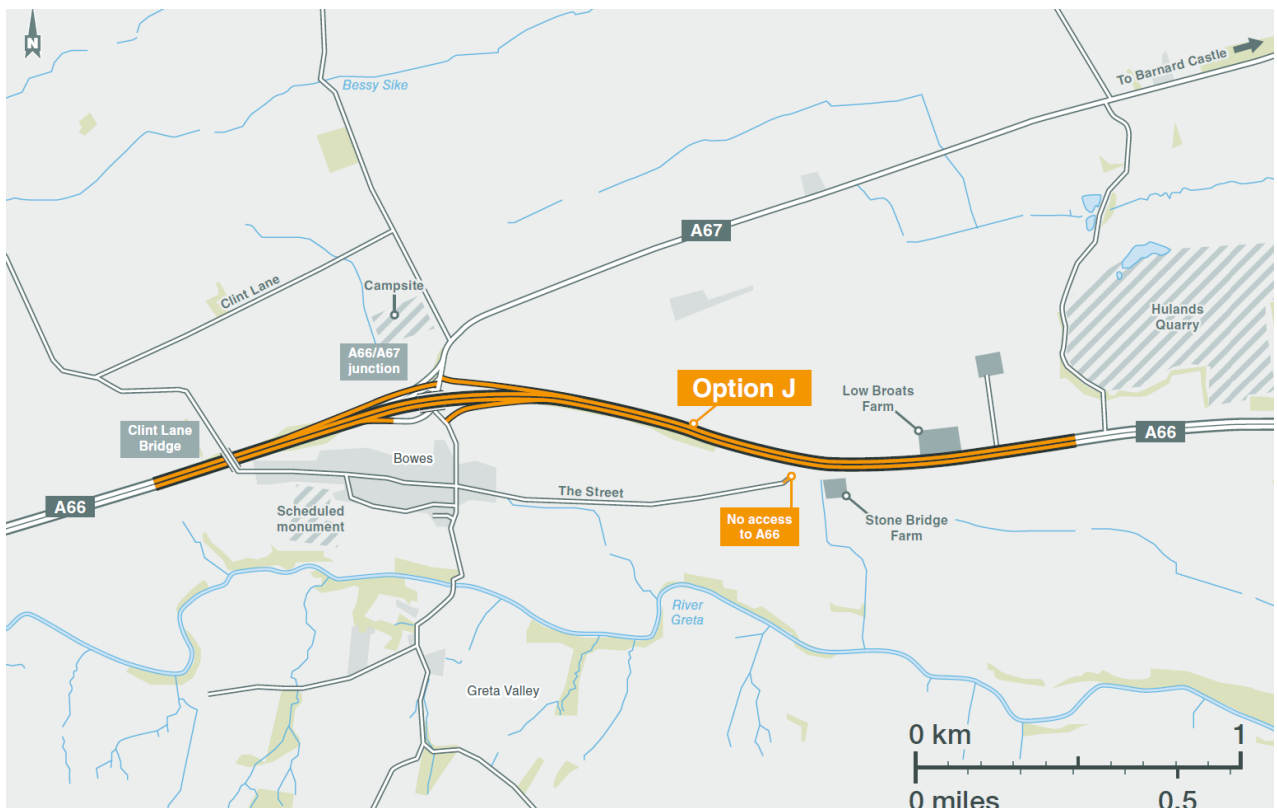 N
Bessy Sike
To Barnard Castle
A67
Clint Lane
Campsite
A66/A67
junction
Hulands
Quarry
Option J
Low Broats
Farm
Clint Lane
Bridge
A66
Bowes
The Street
A66
Scheduled
monument
No access
to A66
Stone Bridge
Farm
River
Greta
Greta Valley
0 km 1
0 miles 0.5